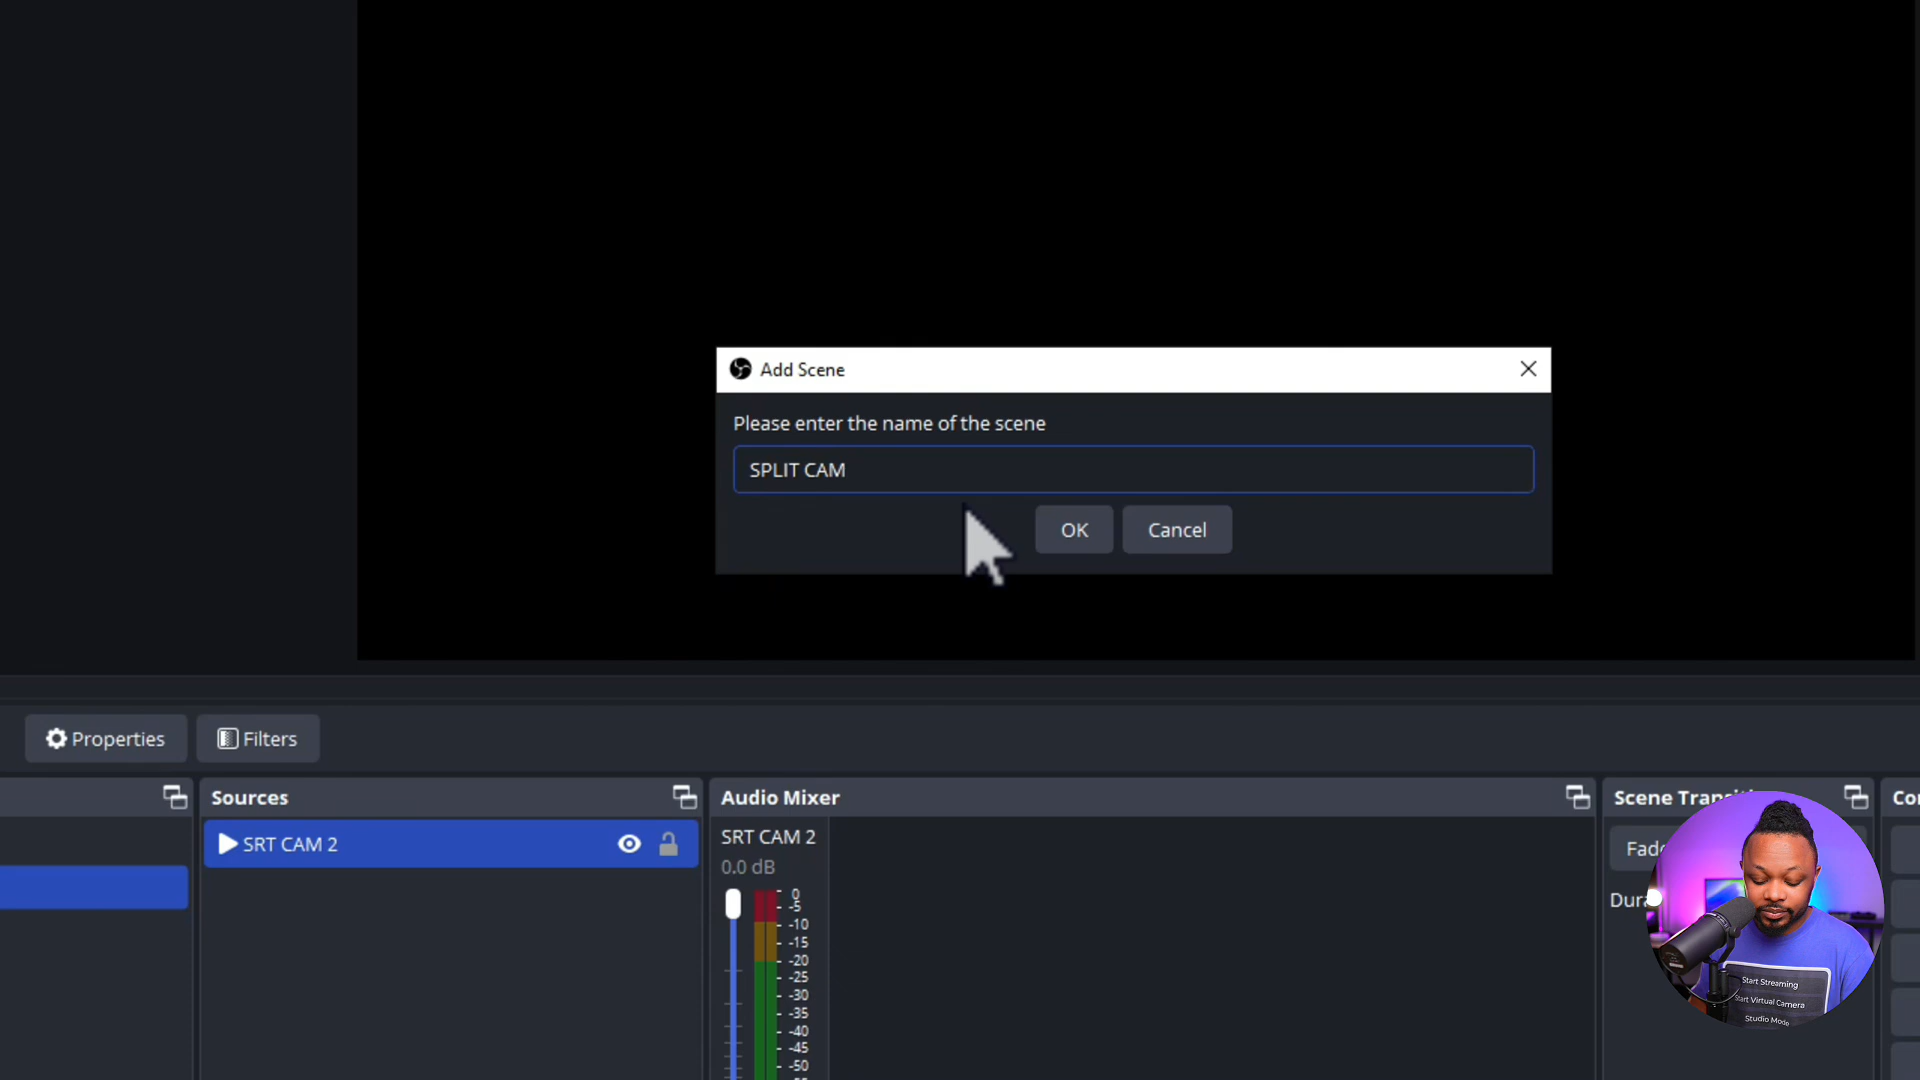 Add Scene
Please enter the name of the scene
SPLIT CAM
OK
Cancel
Properties
Filters
Sources
Audio Mixer
Scene
SRT CAM 2
SRT CAM 2
0.0 dB
0
-5
-10
-15
-20
-25
-30
-35
-40
-45
-50
Start Streaming
Start Virtual Camera
Studio Mode